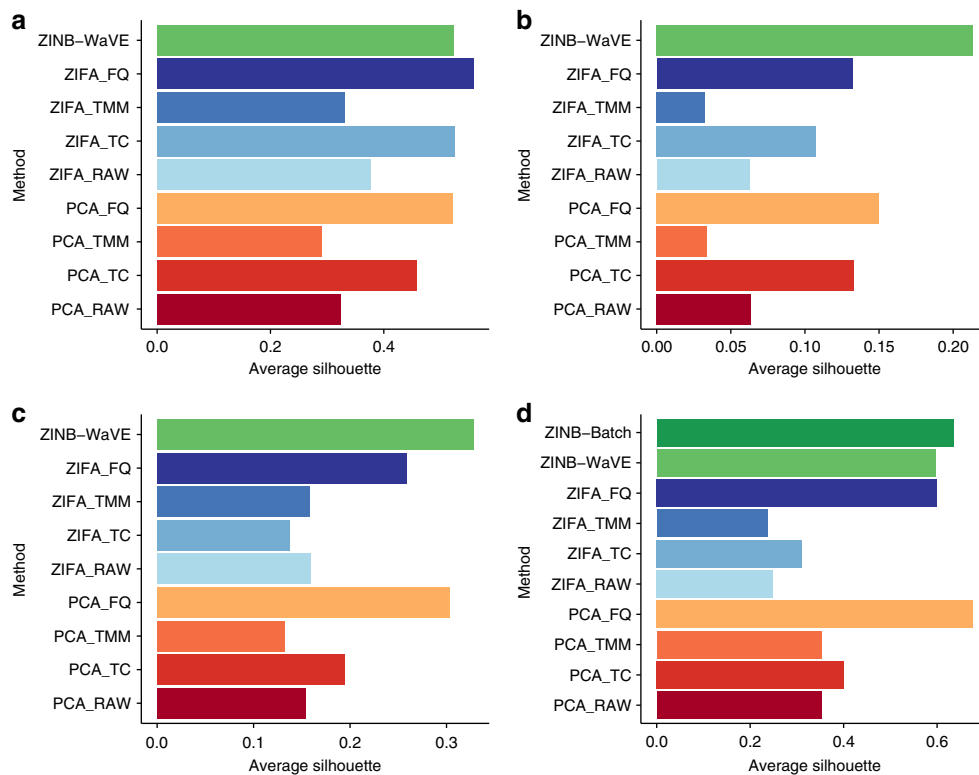 a
ZINB−WaVE
ZIFA_FQ
ZIFA_TMM
ZIFA_TC
ZIFA_RAW
PCA_FQ
PCA_TMM
PCA_TC
PCA_RAW
Method
0.0 0.2 0.4
Average silhouette
b
ZINB−WaVE
ZIFA_FQ
ZIFA_TMM
ZIFA_TC
ZIFA_RAW
PCA_FQ
PCA_TMM
PCA_TC
PCA_RAW
Method
0.00 0.05 0.10 0.15 0.20
Average silhouette
c
ZINB−WaVE
ZIFA_FQ
ZIFA_TMM
ZIFA_TC
ZIFA_RAW
PCA_FQ
PCA_TMM
PCA_TC
PCA_RAW
Method
0.0 0.1 0.2 0.3
Average silhouette
d
ZINB−Batch
ZINB−WaVE
ZIFA_FQ
ZIFA_TMM
ZIFA_TC
ZIFA_RAW
PCA_FQ
PCA_TMM
PCA_TC
PCA_RAW
Method
0.0 0.2 0.4 0.6
Average silhouette